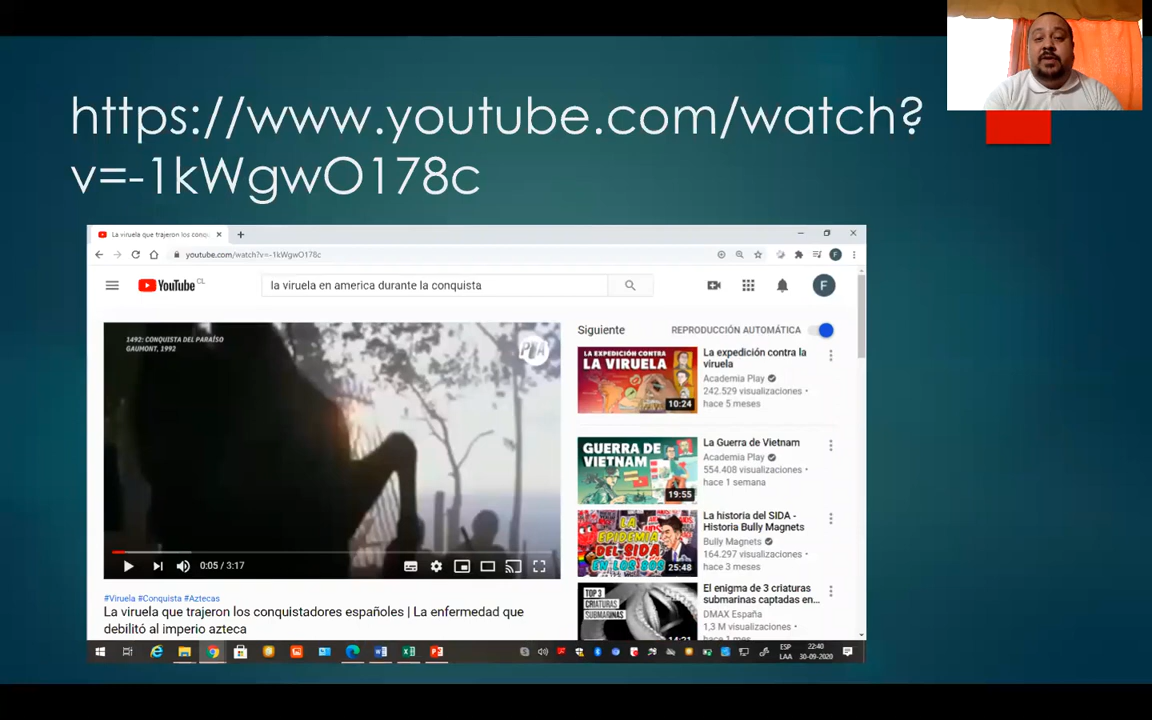 https://www.youtube.com/watch?
v=-1kWgwO178c
La viruela que trajeron los conq
youtube.com/watch?v=-1kWgwO178c
YouTube CL
la viruela en america durante la conquista
F
1492: CONQUISTA DEL PARAÍSO
GAUMONT, 1992
0:05 / 3:17
#Viruela #Conquista #Aztecas
La viruela que trajeron los conquistadores españoles | La enfermedad que
debilitó al imperio azteca
Siguiente
REPRODUCCIÓN AUTOMÁTICA
LA EXPEDICIÓN CONTRA
LA VIRUELA
10:24
La expedición contra la
viruela
Academia Play
242.529 visualizaciones •
hace 5 meses
GUERRA DE
VIETNAM
19:55
La Guerra de Vietnam
Academia Play
554.408 visualizaciones •
hace 1 semana
LA
EPIDEMIA
DEL SIDA
EN LOS 80S
25:48
La historia del SIDA -
Historia Bully Magnets
Bully Magnets
164.297 visualizaciones •
hace 3 meses
TOP 3
CRIATURAS
SUBMARINAS
14:21
El enigma de 3 criaturas
submarinas captadas en...
DMAX España
1,3 M visualizaciones •
hace 1 mes
ESP
LAA
22:40
30-09-2020